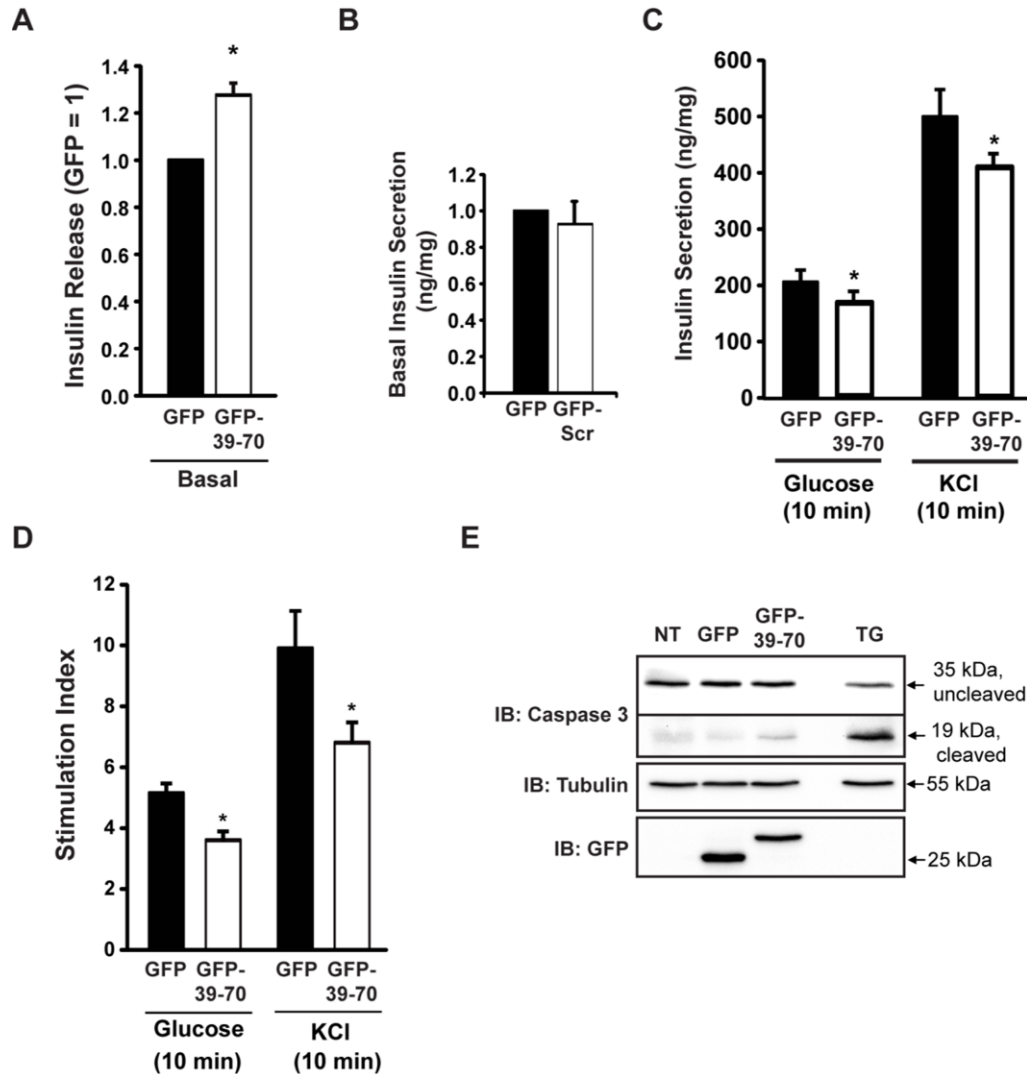 A
Insulin Release (GFP = 1)
1.4
1.2
1.0
0.8
0.6
0.4
0.2
0.0
*
GFP GFP-
39-70
Basal
B
Basal Insulin Secretion
(ng/mg)
1.2
1.0
0.8
0.6
0.4
0.2
0.0
GFP GFP-
Scr
C
Insulin Secretion (ng/mg)
600
500
400
300
200
100
0
*
*
GFP GFP-
39-70
GFP GFP-
39-70
Glucose
(10 min)
KCl
(10 min)
D
Stimulation Index
12
10
8
6
4
2
0
*
*
GFP GFP-
39-70
GFP GFP-
39-70
Glucose
(10 min)
KCl
(10 min)
E
NT GFP GFP-
39-70
TG
IB: Caspase 3
35 kDa,
uncleaved
19 kDa,
cleaved
IB: Tubulin
55 kDa
IB: GFP
25 kDa